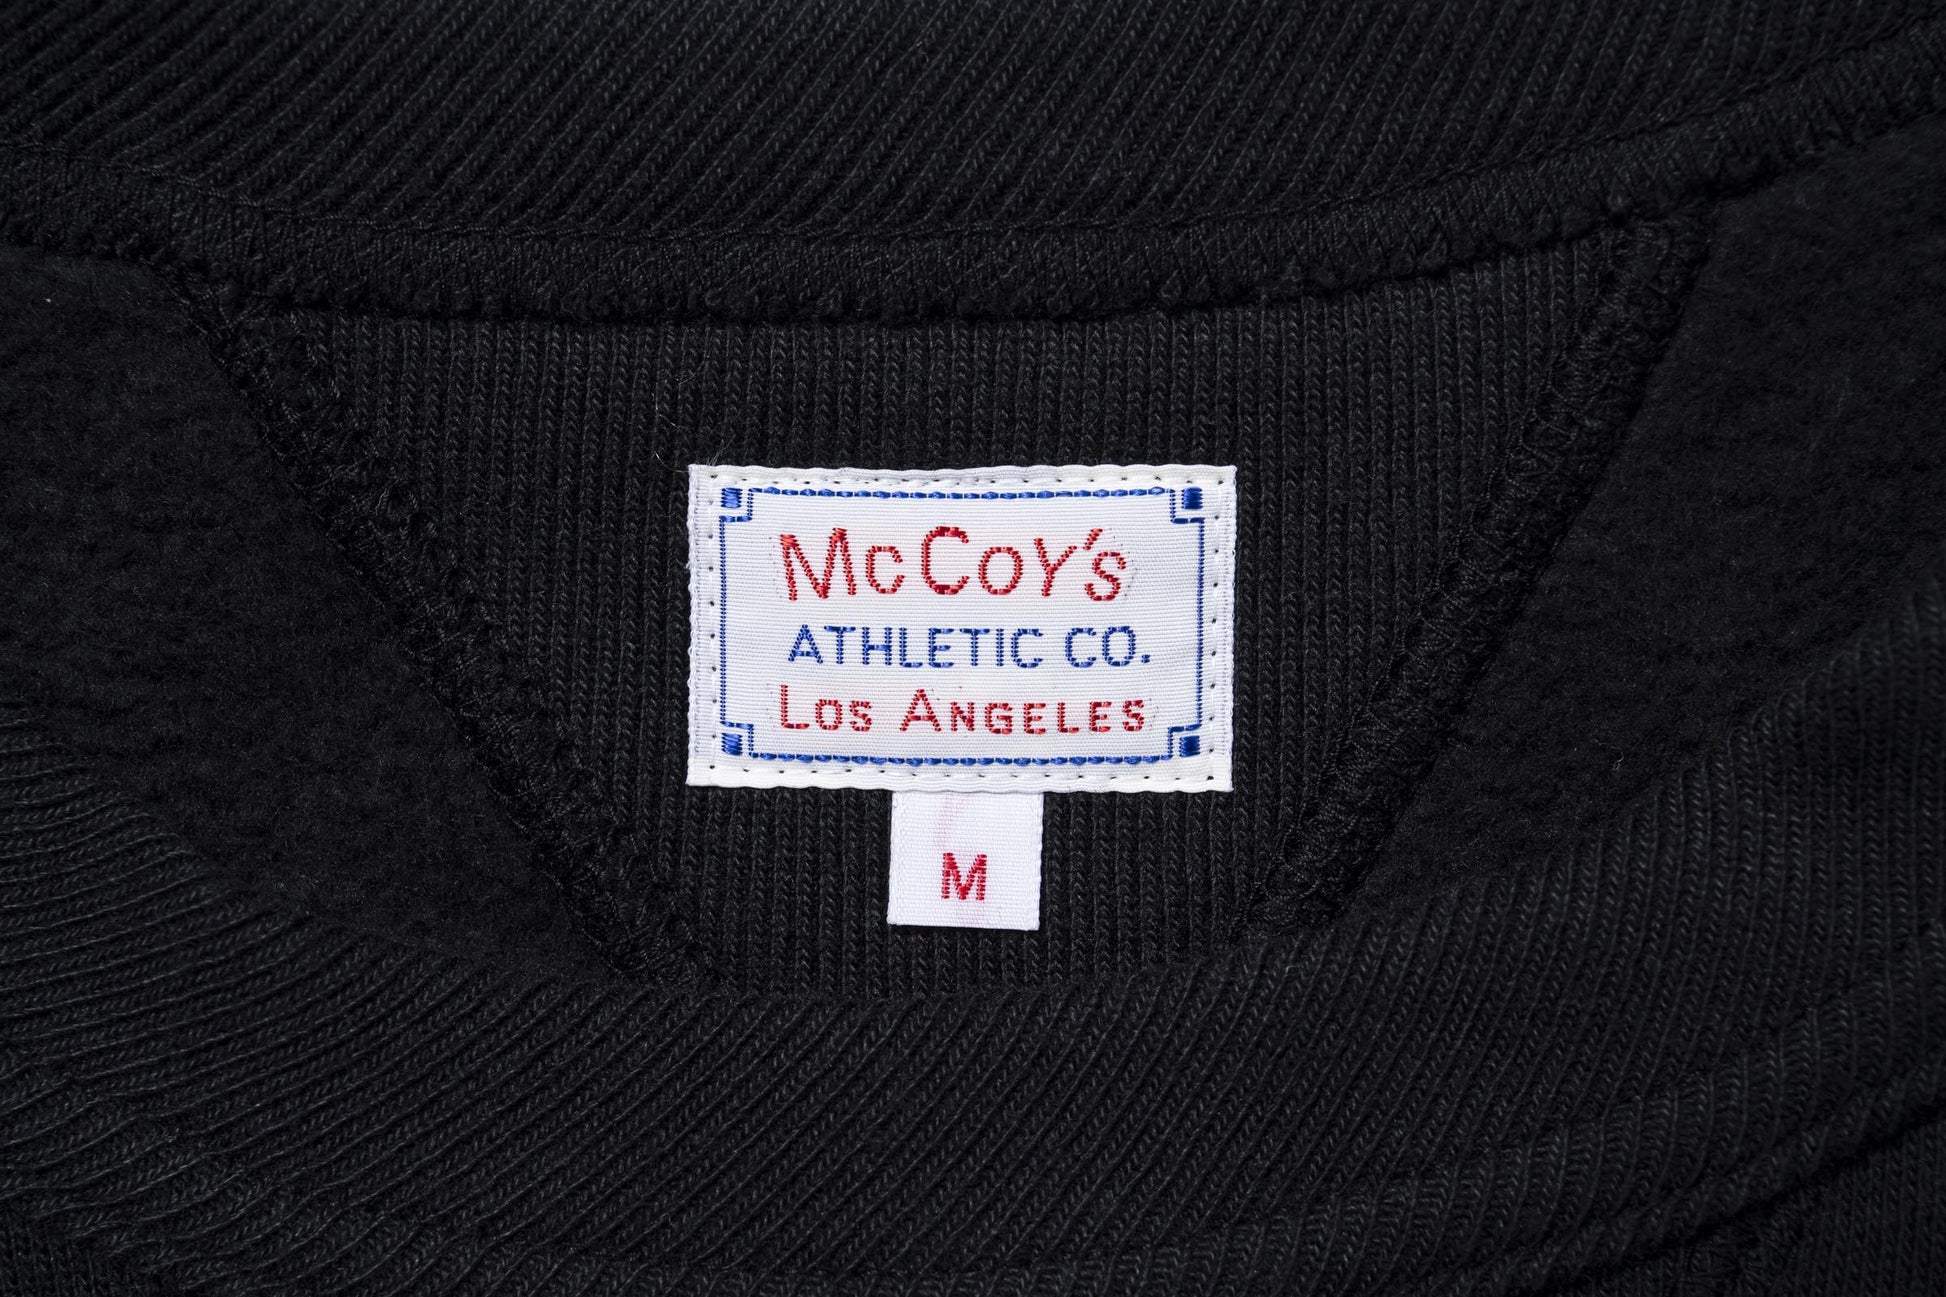 McCoy's
ATHLETIC CO.
Los Angeles
M